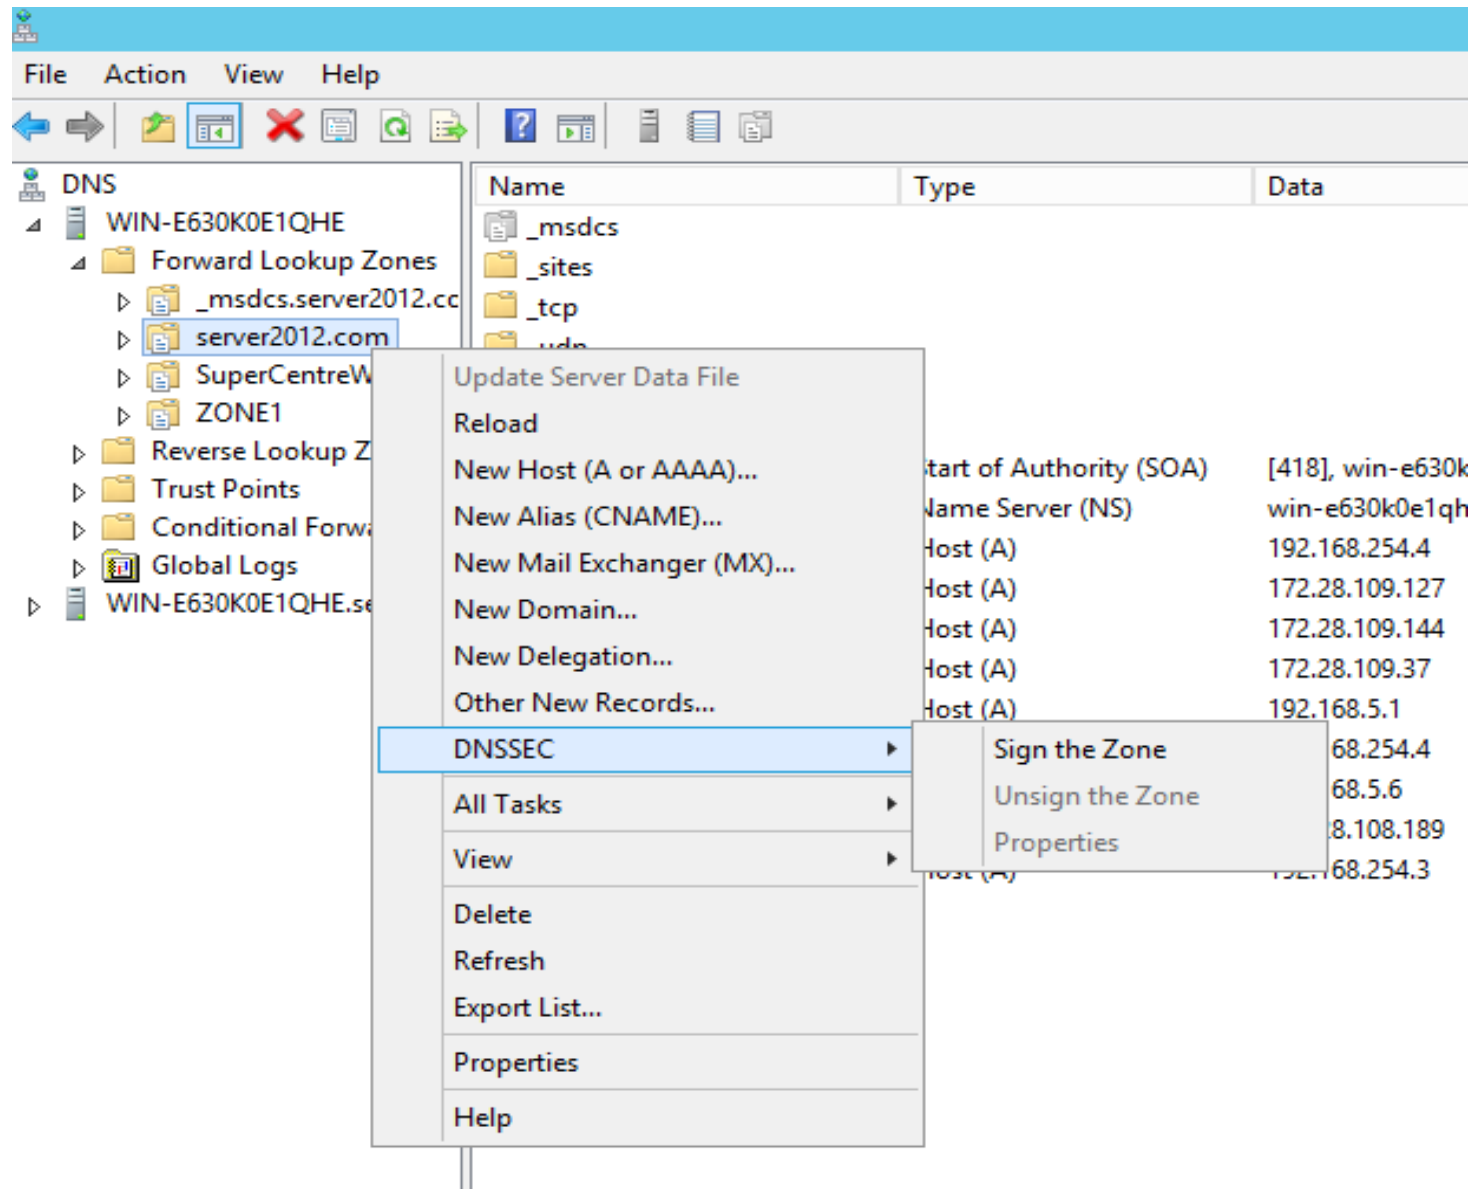 File Action View Help
DNS
WIN-E630K0E1QHE
Forward Lookup Zones
_msdcs.server2012.cc
server2012.com
SuperCentreW
ZONE1
Reverse Lookup Z
Trust Points
Conditional Forwa
Global Logs
WIN-E630K0E1QHE.se
Name Type Data
_msdcs
_sites
_tcp
_udp
Start of Authority (SOA) [418], win-e630k
Name Server (NS) win-e630k0e1qh
Host (A) 192.168.254.4
Host (A) 172.28.109.127
Host (A) 172.28.109.144
Host (A) 172.28.109.37
Host (A) 192.168.5.1
68.254.4
68.5.6
8.108.189
Host (A) 192.168.254.3
Update Server Data File
Reload
New Host (A or AAAA)...
New Alias (CNAME)...
New Mail Exchanger (MX)...
New Domain...
New Delegation...
Other New Records...
DNSSEC
All Tasks
View
Delete
Refresh
Export List...
Properties
Help
Sign the Zone
Unsign the Zone
Properties